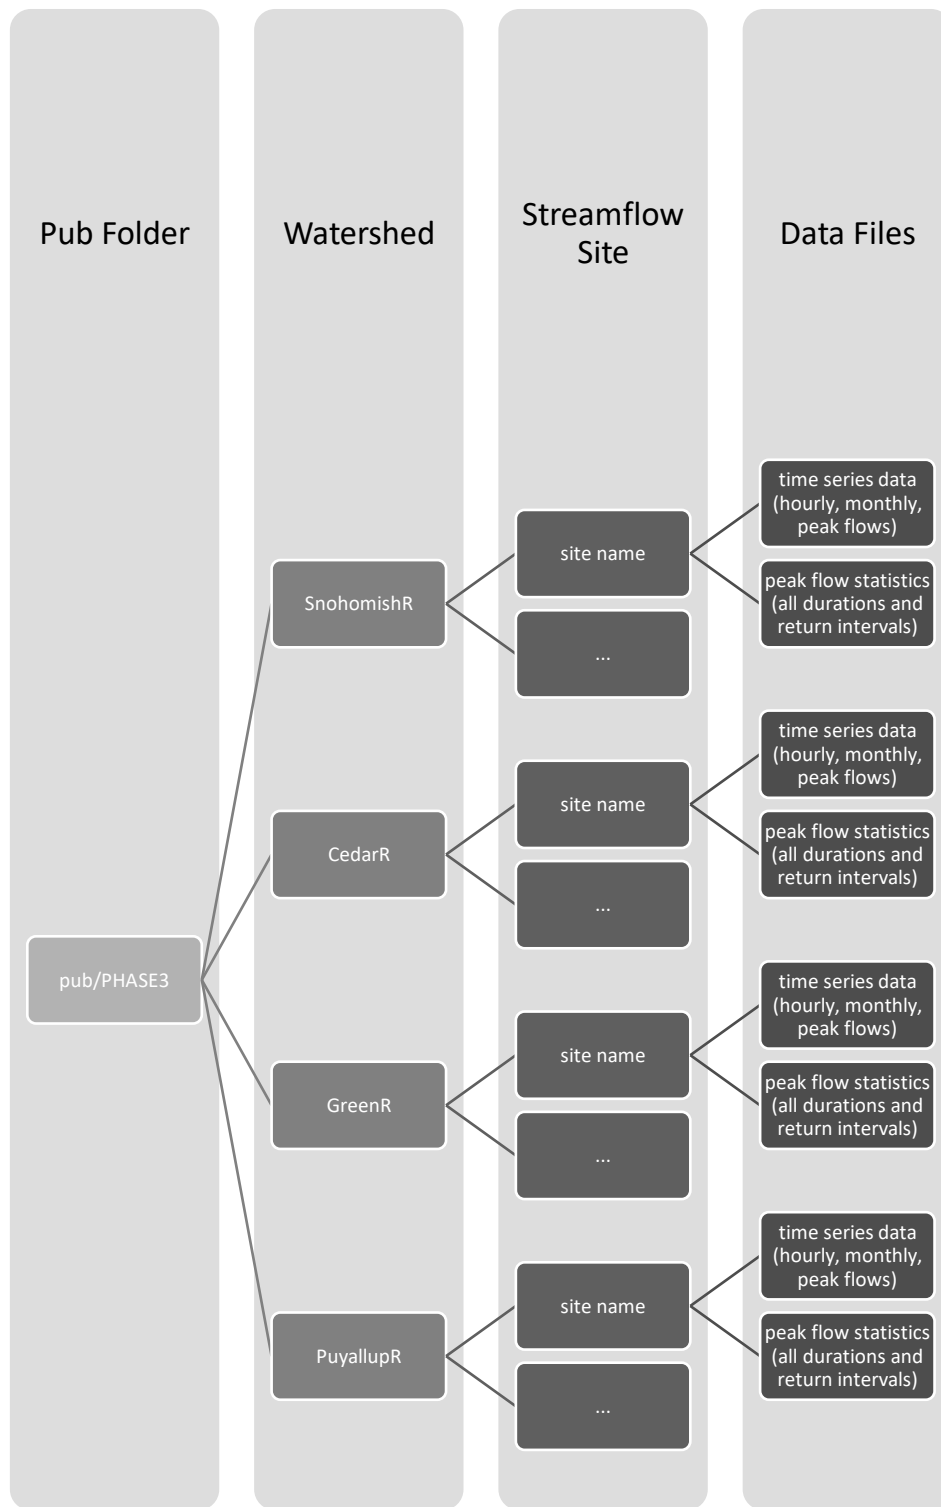 Pub Folder
Watershed
Streamflow
Site
Data Files
pub/PHASE3
SnohomishR
site name
...
time series data
(hourly, monthly,
peak flows)
peak flow statistics
(all durations and
return intervals)
CedarR
site name
...
time series data
(hourly, monthly,
peak flows)
peak flow statistics
(all durations and
return intervals)
GreenR
site name
...
time series data
(hourly, monthly,
peak flows)
peak flow statistics
(all durations and
return intervals)
PuyallupR
site name
...
time series data
(hourly, monthly,
peak flows)
peak flow statistics
(all durations and
return intervals)